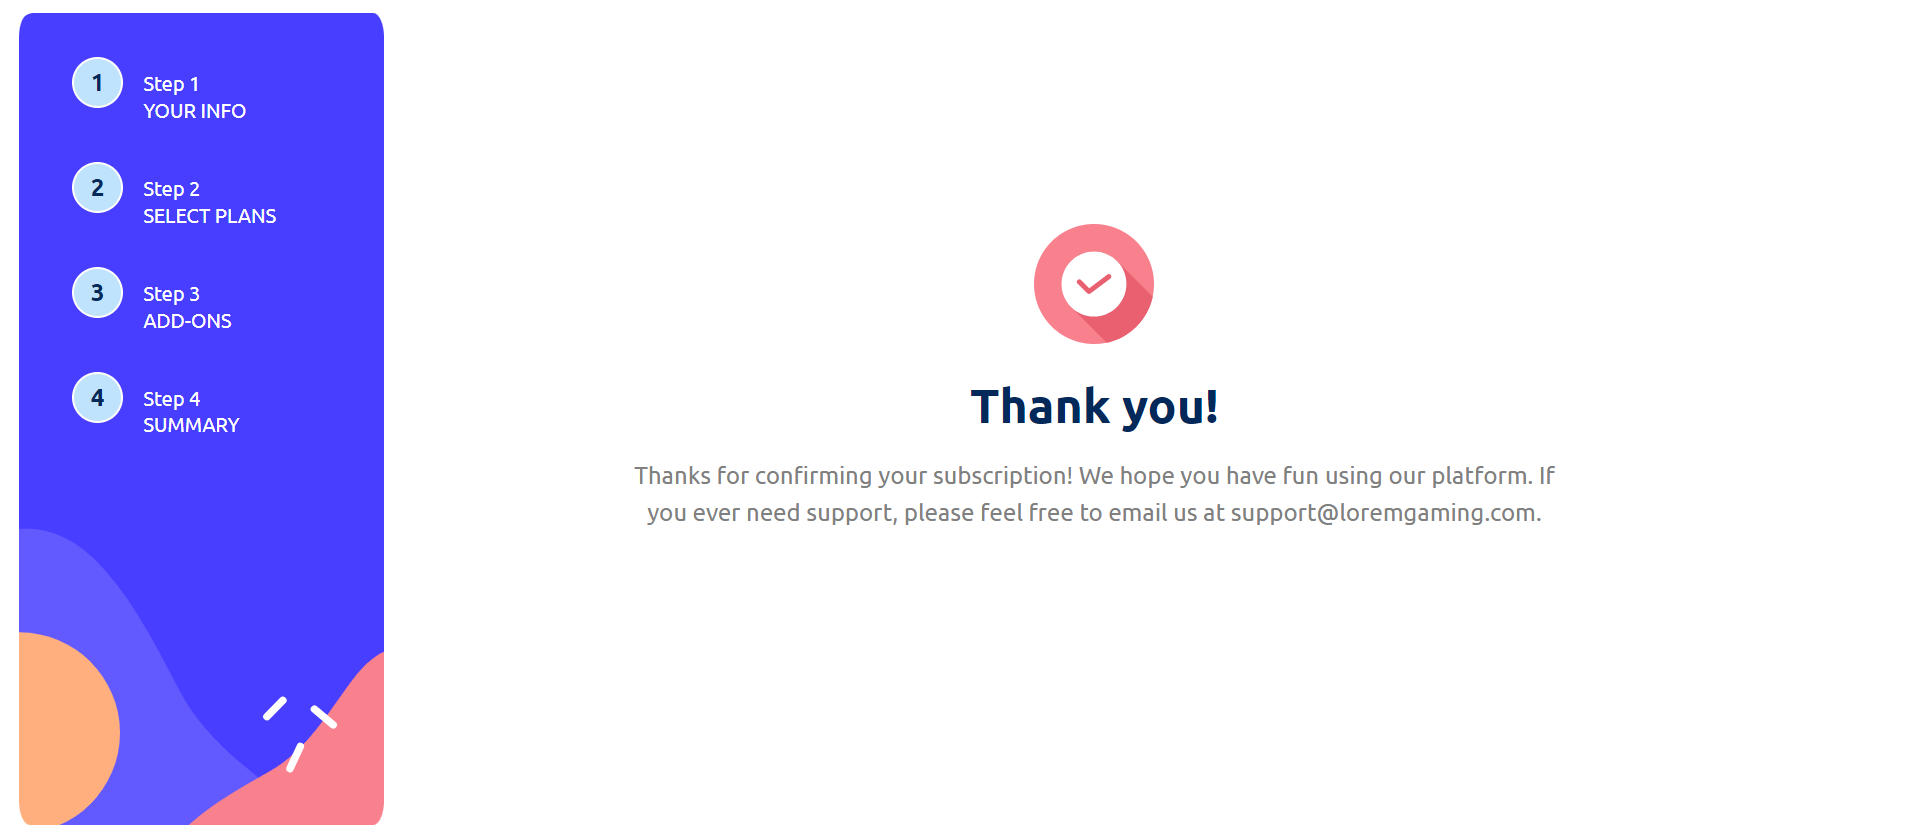 1
Step 1
YOUR INFO
2
Step 2
SELECT PLANS
3
Step 3
ADD-ONS
4
Step 4
SUMMARY
Thank you!
Thanks for confirming your subscription! We hope you have fun using our platform. If
you ever need support, please feel free to email us at support@loremgaming.com.